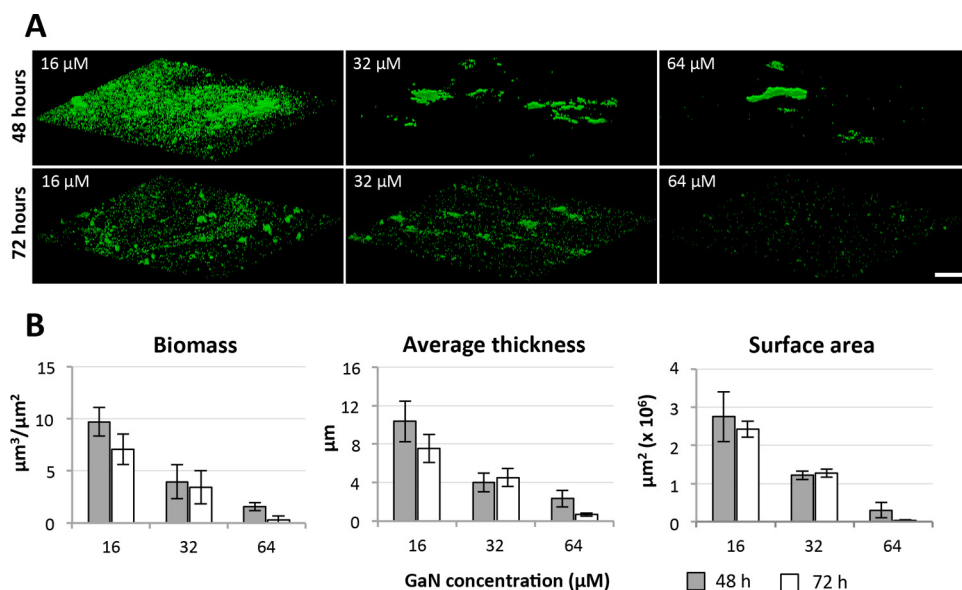 A
48 hours
16 µM
32 µM
64 µM
72 hours
16 µM
32 µM
64 µM
B
Biomass
µm³/µm²
15
10
5
0
16
32
64
Average thickness
µm
16
12
8
4
0
16
32
64
Surface area
µm² (x 10⁶)
4
3
2
1
0
16
32
64
GaN concentration (µM)
48 h
72 h